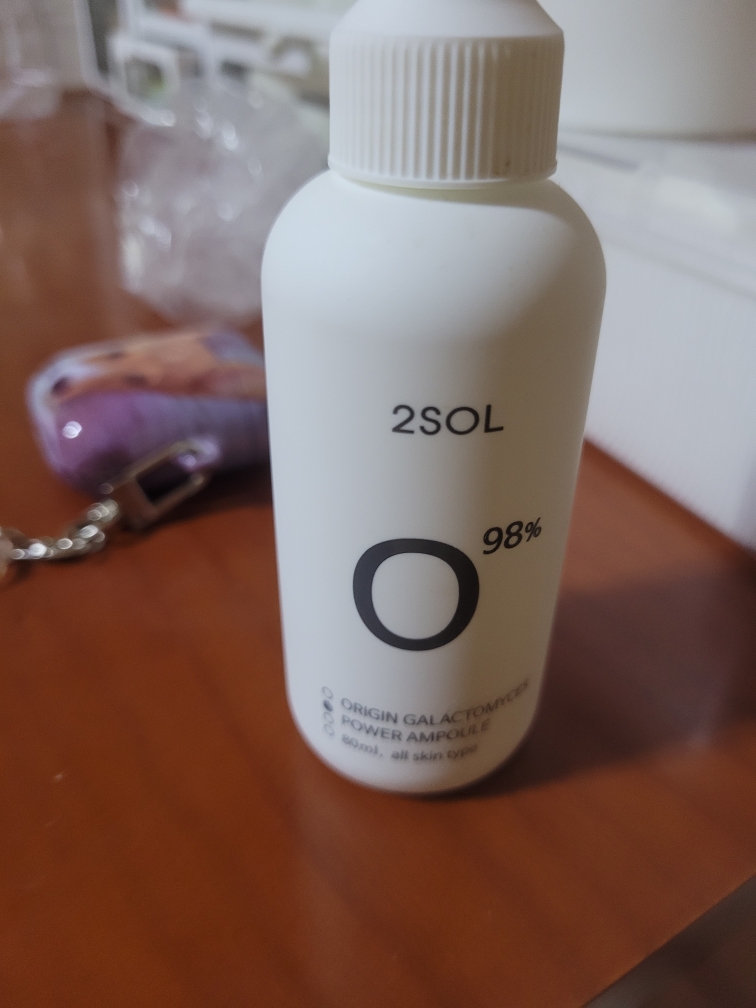 2SOL
O 98%
ORIGIN GALACTOMYCES
POWER AMPOULE
80mL, all skin type